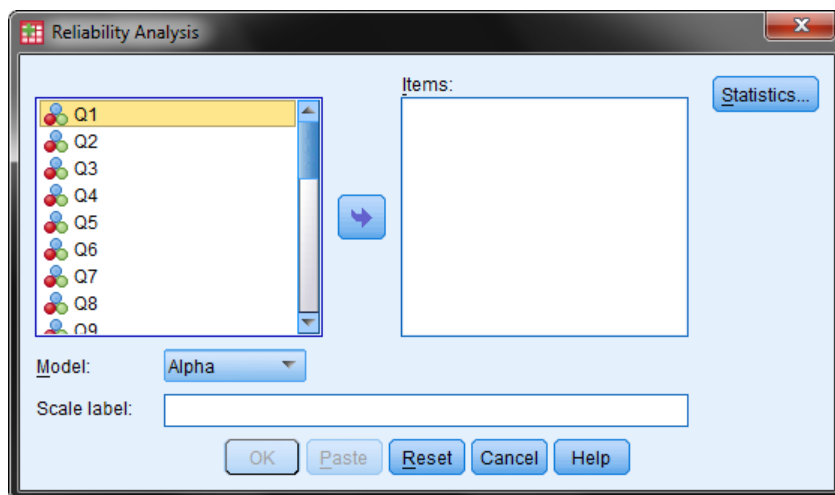 Reliability Analysis
Items:
Statistics...
Q1
Q2
Q3
Q4
Q5
Q6
Q7
Q8
Q9
Model: Alpha
Scale label:
OK Paste Reset Cancel Help